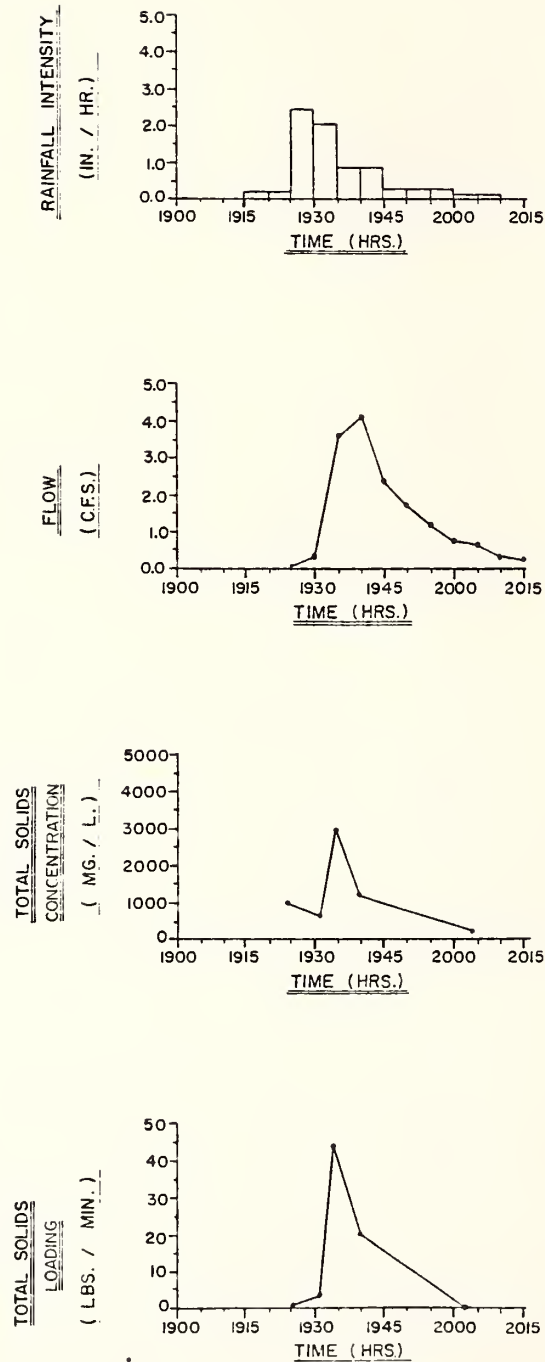 RAINFALL INTENSITY
(IN. / HR.)
5.0
4.0
3.0
2.0
1.0
0.0
1900 1915 1930 1945 2000 2015
TIME (HRS.)
FLOW
(C.F.S.)
5.0
4.0
3.0
2.0
1.0
0.0
1900 1915 1930 1945 2000 2015
TIME (HRS.)
TOTAL SOLIDS
CONCENTRATION
(MG. / L.)
5000
4000
3000
2000
1000
0
1900 1915 1930 1945 2000 2015
TIME (HRS.)
TOTAL SOLIDS
LOADING
(LBS. / MIN.)
50
40
30
20
10
0
1900 1915 1930 1945 2000 2015
TIME (HRS.)